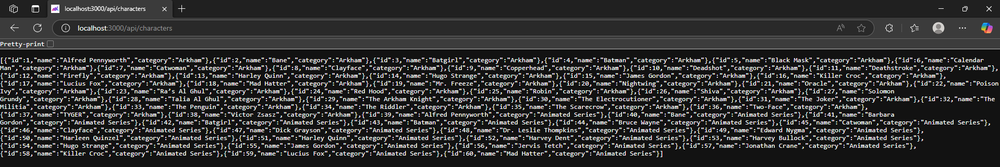 localhost:3000/api/characters
localhost:3000/api/characters
Pretty-print
[{"id":1,"name":"Alfred Pennyworth","category":"Arkham"},{"id":2,"name":"Bane","category":"Arkham"},{"id":3,"name":"Batgirl","category":"Arkham"},{"id":4,"name":"Batman","category":"Arkham"},{"id":5,"name":"Black Mask","category":"Arkham"},{"id":6,"name":"Calendar
Man","category":"Arkham"},{"id":7,"name":"Catwoman","category":"Arkham"},{"id":8,"name":"Clayface","category":"Arkham"},{"id":9,"name":"Copperhead","category":"Arkham"},{"id":10,"name":"Deadshot","category":"Arkham"},{"id":11,"name":"Deathstroke","category":"Arkham"},
{"id":12,"name":"Firefly","category":"Arkham"},{"id":13,"name":"Harley Quinn","category":"Arkham"},{"id":14,"name":"Hugo Strange","category":"Arkham"},{"id":15,"name":"James Gordon","category":"Arkham"},{"id":16,"name":"Killer Croc","category":"Arkham"},
{"id":17,"name":"Lucius Fox","category":"Arkham"},{"id":18,"name":"Mad Hatter","category":"Arkham"},{"id":19,"name":"Mr. Freeze","category":"Arkham"},{"id":20,"name":"Nightwing","category":"Arkham"},{"id":21,"name":"Oracle","category":"Arkham"},{"id":22,"name":"Poison
Ivy","category":"Arkham"},{"id":23,"name":"Ra's Al Ghul","category":"Arkham"},{"id":24,"name":"Red Hood","category":"Arkham"},{"id":25,"name":"Robin","category":"Arkham"},{"id":26,"name":"Shiva","category":"Arkham"},{"id":27,"name":"Solomon
Grundy","category":"Arkham"},{"id":28,"name":"Talia Al Ghul","category":"Arkham"},{"id":29,"name":"The Arkham Knight","category":"Arkham"},{"id":30,"name":"The Electrocutioner","category":"Arkham"},{"id":31,"name":"The Joker","category":"Arkham"},{"id":32,"name":"The
Militia","category":"Arkham"},{"id":33,"name":"The Penguin","category":"Arkham"},{"id":34,"name":"The Riddler","category":"Arkham"},{"id":35,"name":"The Scarecrow","category":"Arkham"},{"id":36,"name":"Two-Face","category":"Arkham"},
{"id":37,"name":"TYGER","category":"Arkham"},{"id":38,"name":"Victor Zsasz","category":"Arkham"},{"id":39,"name":"Alfred Pennyworth","category":"Animated Series"},{"id":40,"name":"Bane","category":"Animated Series"},{"id":41,"name":"Barbara
Gordon","category":"Animated Series"},{"id":42,"name":"Batgirl","category":"Animated Series"},{"id":43,"name":"Batman","category":"Animated Series"},{"id":44,"name":"Bruce Wayne","category":"Animated Series"},{"id":45,"name":"Catwoman","category":"Animated Series"},
{"id":46,"name":"Clayface","category":"Animated Series"},{"id":47,"name":"Dick Grayson","category":"Animated Series"},{"id":48,"name":"Dr. Leslie Thompkins","category":"Animated Series"},{"id":49,"name":"Edward Nygma","category":"Animated Series"},
{"id":50,"name":"Harleen Quinzel","category":"Animated Series"},{"id":51,"name":"Harley Quinn","category":"Animated Series"},{"id":52,"name":"Harvey Dent","category":"Animated Series"},{"id":53,"name":"Harvey Bullock","category":"Animated Series"},
{"id":54,"name":"Hugo Strange","category":"Animated Series"},{"id":55,"name":"James Gordon","category":"Animated Series"},{"id":56,"name":"Jervis Tetch","category":"Animated Series"},{"id":57,"name":"Jonathan Crane","category":"Animated Series"},
{"id":58,"name":"Killer Croc","category":"Animated Series"},{"id":59,"name":"Lucius Fox","category":"Animated Series"},{"id":60,"name":"Mad Hatter","category":"Animated Series"}]